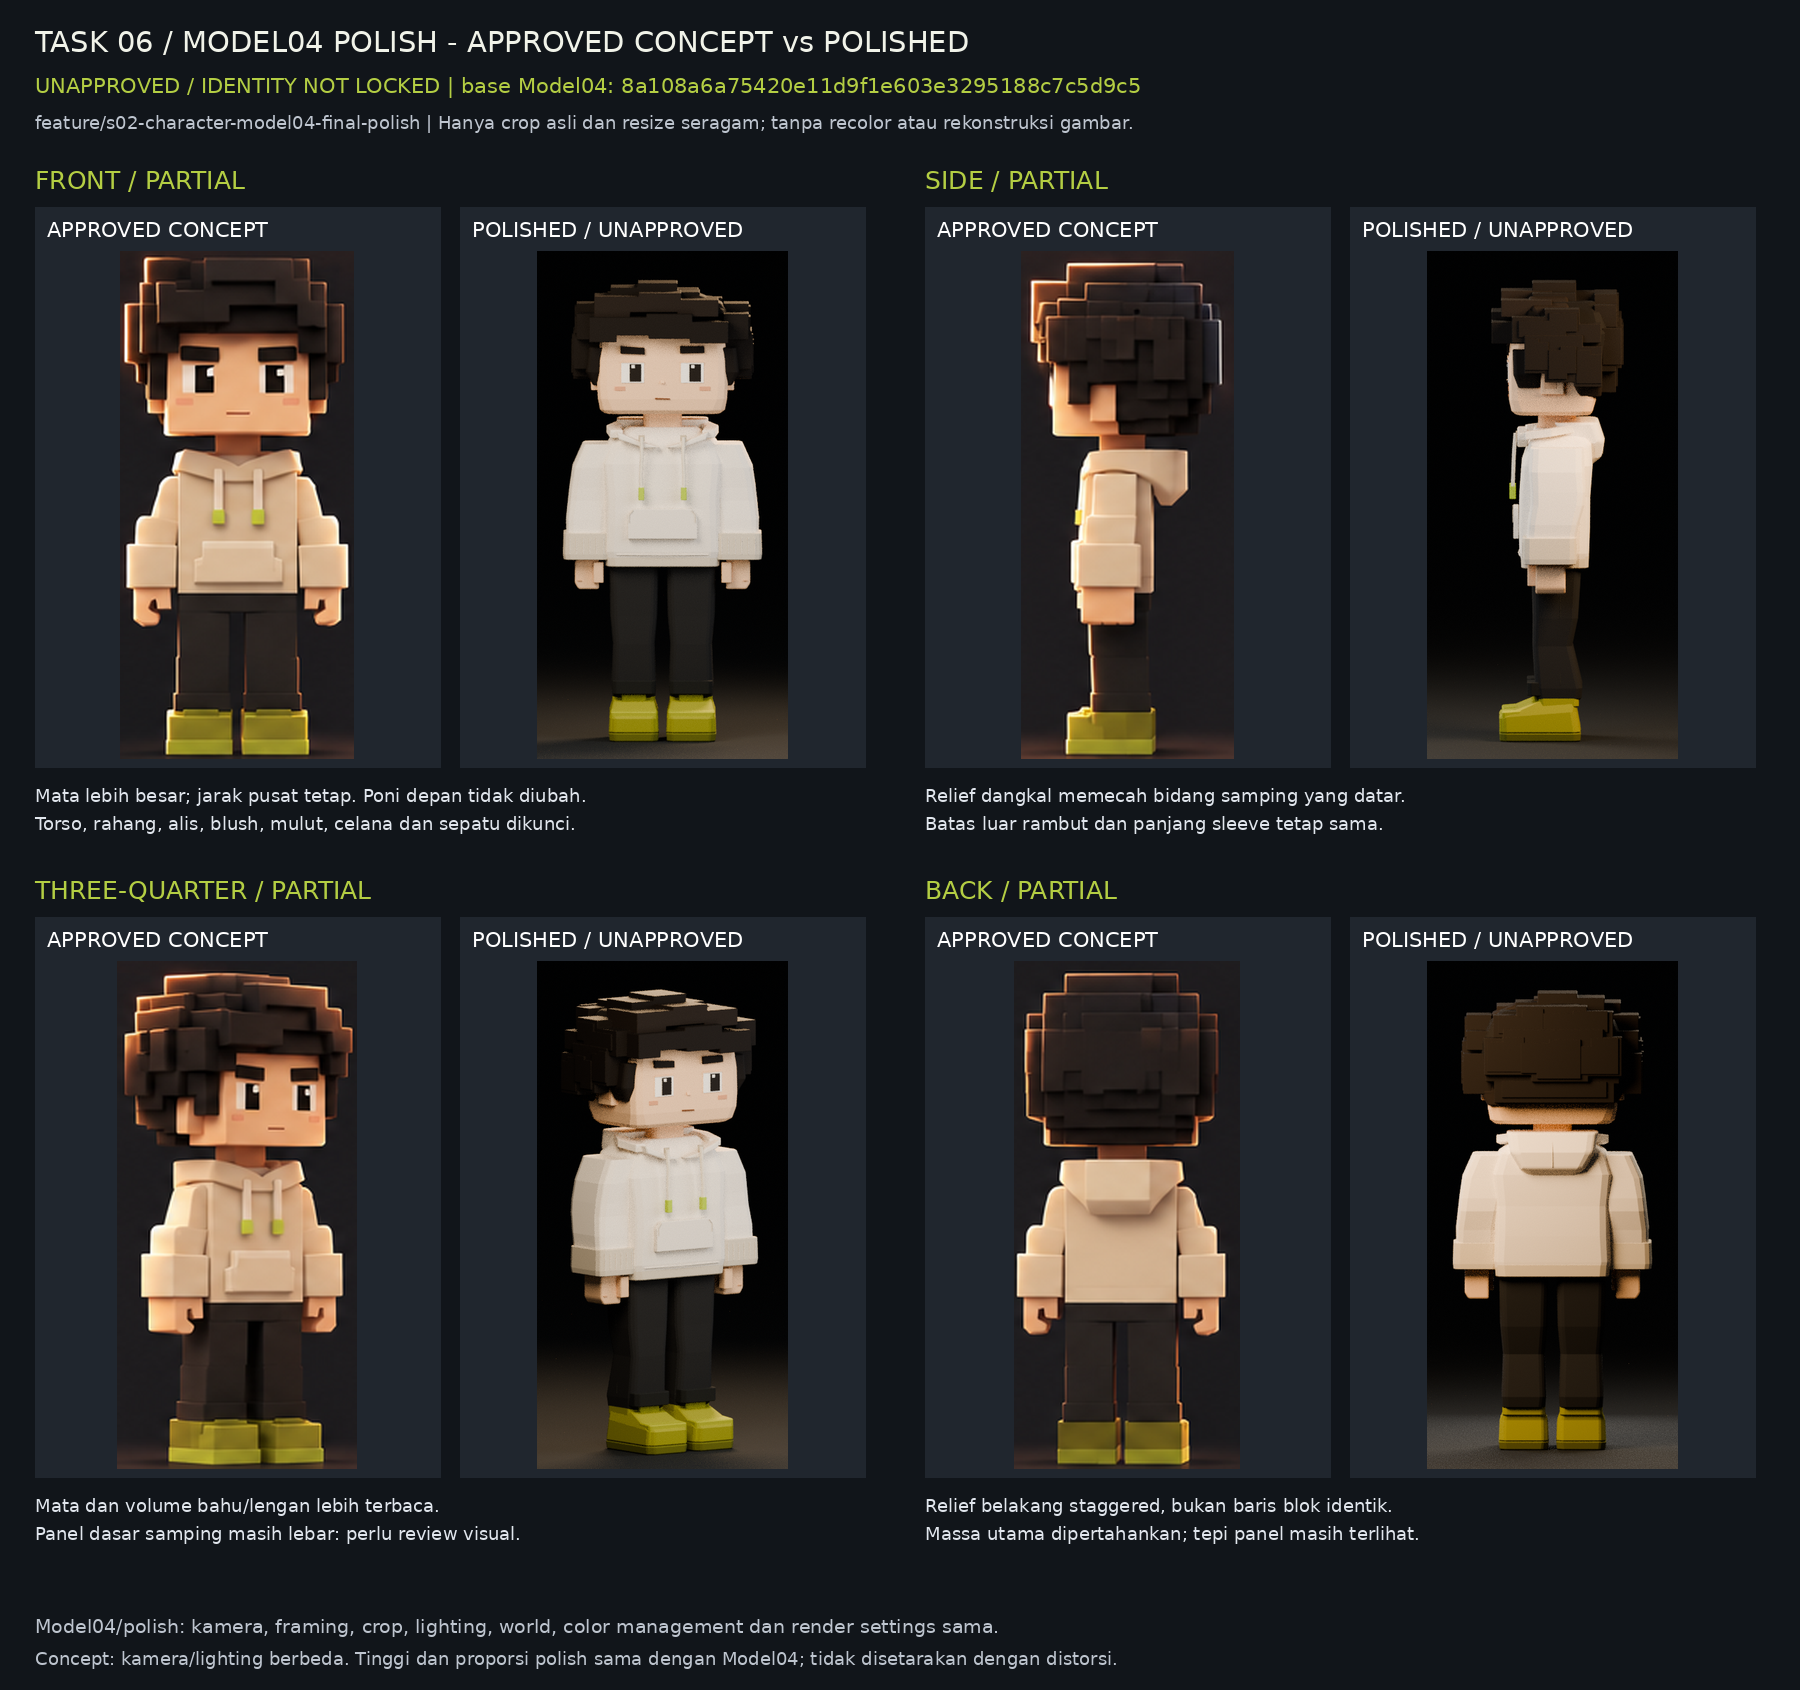 TASK 06 / MODEL04 POLISH - APPROVED CONCEPT vs POLISHED
UNAPPROVED / IDENTITY NOT LOCKED | base Model04: 8a108a6a75420e11d9f1e603e3295188c7c5d9c5
feature/s02-character-model04-final-polish | Hanya crop asli dan resize seragam; tanpa recolor atau rekonstruksi gambar.
FRONT / PARTIAL
APPROVED CONCEPT
POLISHED / UNAPPROVED
Mata lebih besar; jarak pusat tetap. Poni depan tidak diubah.
Torso, rahang, alis, blush, mulut, celana dan sepatu dikunci.
SIDE / PARTIAL
APPROVED CONCEPT
POLISHED / UNAPPROVED
Relief dangkal memecah bidang samping yang datar.
Batas luar rambut dan panjang sleeve tetap sama.
THREE-QUARTER / PARTIAL
APPROVED CONCEPT
POLISHED / UNAPPROVED
Mata dan volume bahu/lengan lebih terbaca.
Panel dasar samping masih lebar: perlu review visual.
BACK / PARTIAL
APPROVED CONCEPT
POLISHED / UNAPPROVED
Relief belakang staggered, bukan baris blok identik.
Massa utama dipertahankan; tepi panel masih terlihat.
Model04/polish: kamera, framing, crop, lighting, world, color management dan render settings sama.
Concept: kamera/lighting berbeda. Tinggi dan proporsi polish sama dengan Model04; tidak disetarakan dengan distorsi.